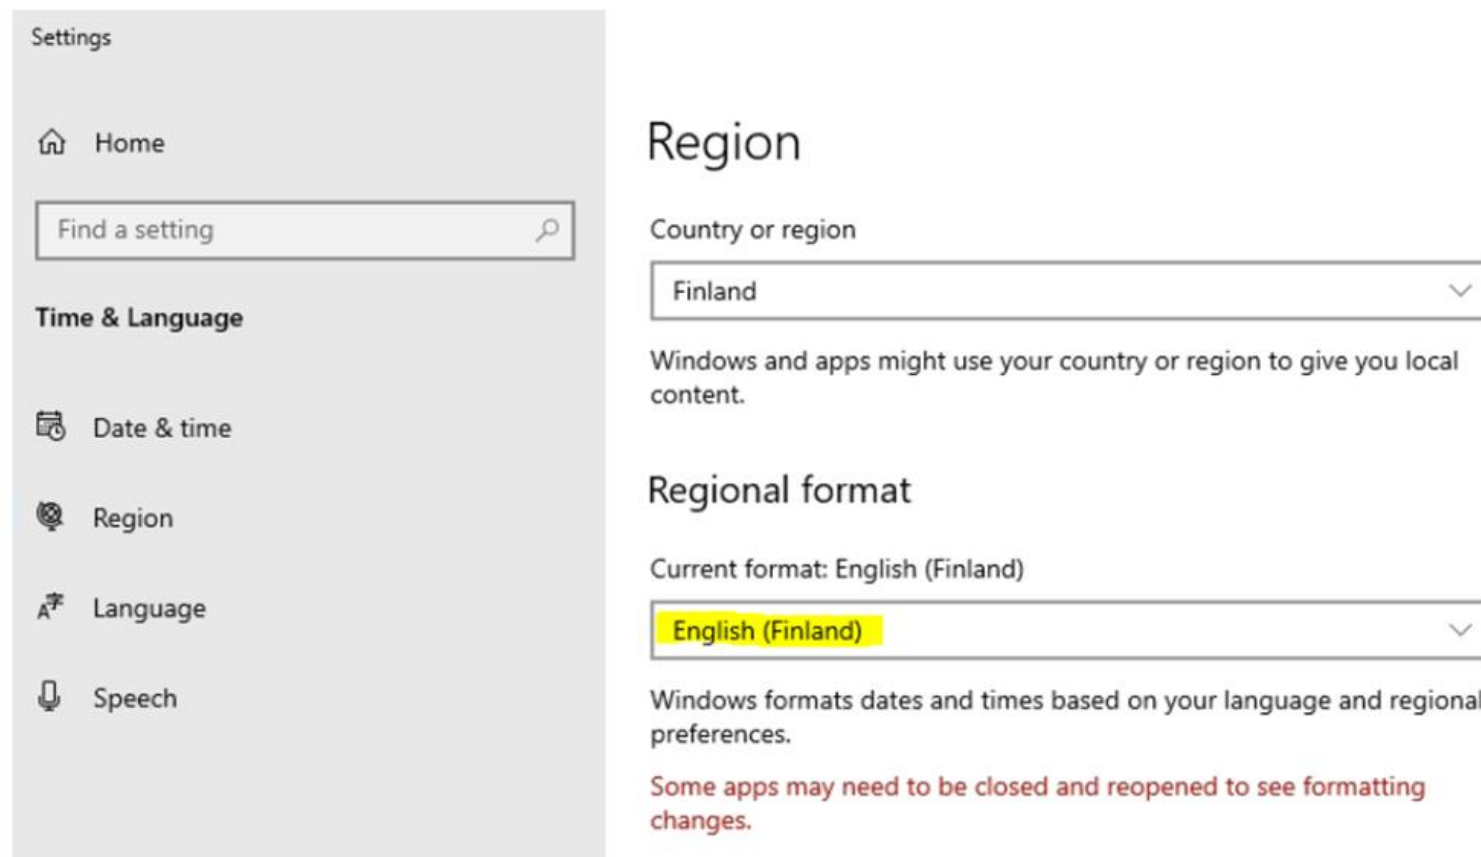 Settings
Home
Find a setting
Time & Language
Date & time
Region
Language
Speech
Region
Country or region
Finland
Windows and apps might use your country or region to give you local
content.
Regional format
Current format: English (Finland)
English (Finland)
Windows formats dates and times based on your language and regional
preferences.
Some apps may need to be closed and reopened to see formatting
changes.